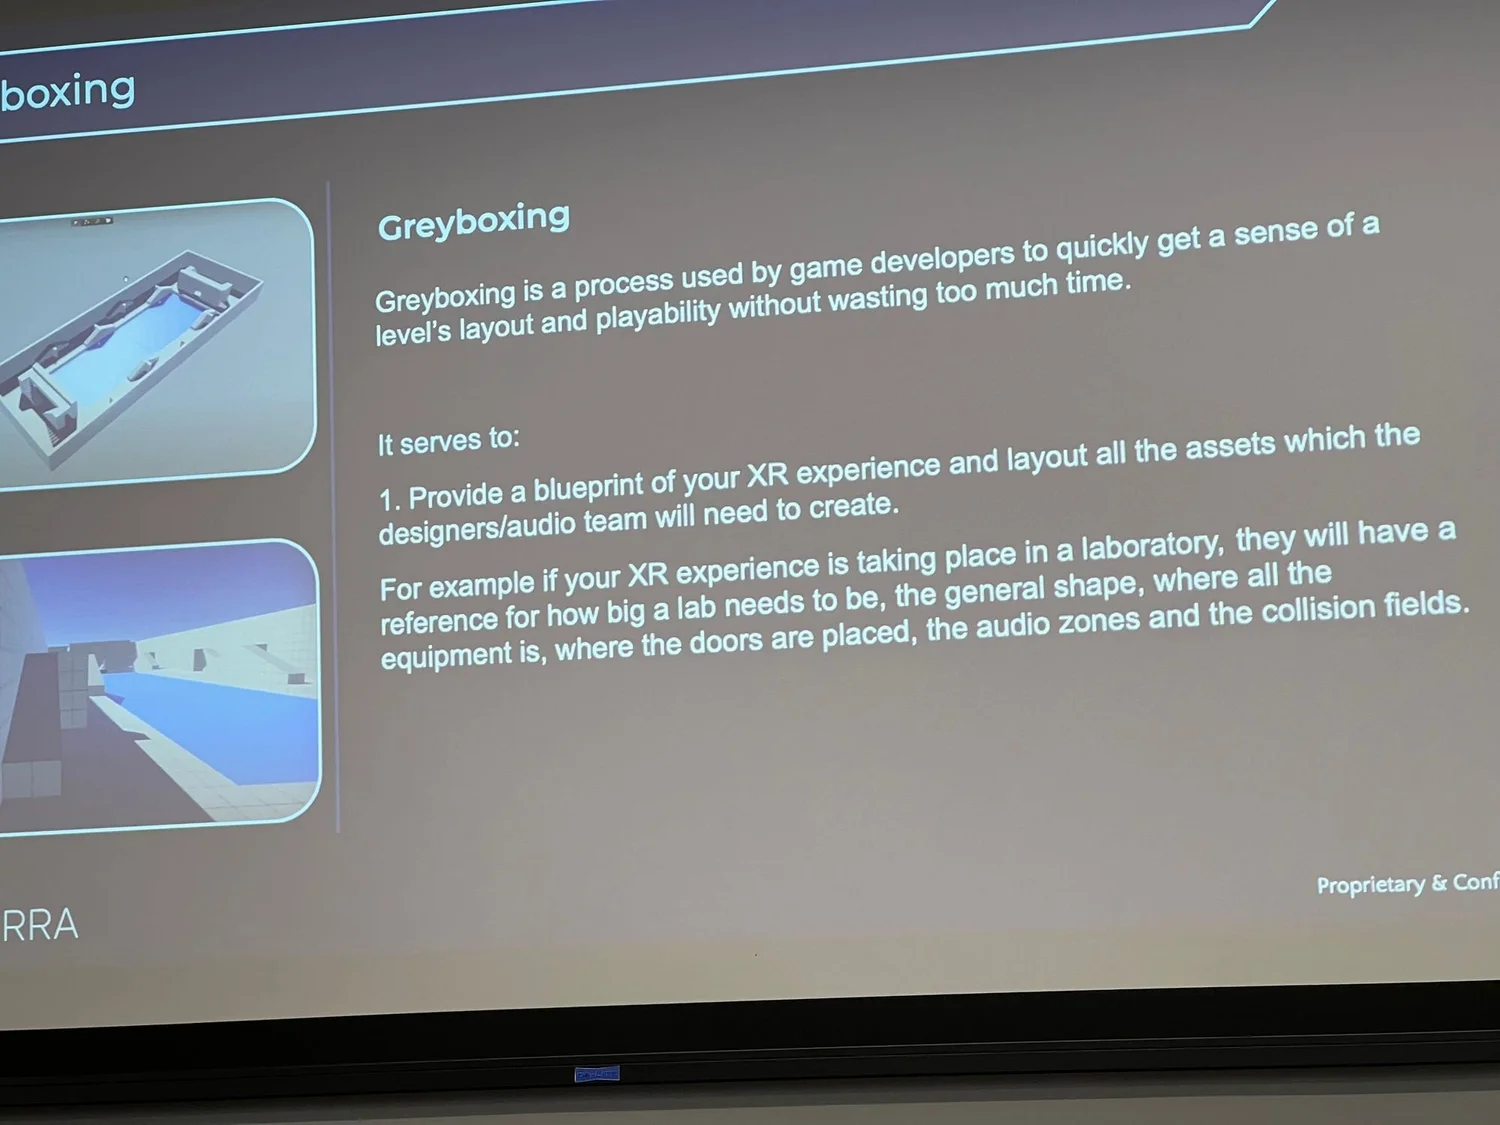 boxing
Greyboxing
Greyboxing is a process used by game developers to quickly get a sense of a
level's layout and playability without wasting too much time.
It serves to:
1. Provide a blueprint of your XR experience and layout all the assets which the
designers/audio team will need to create.
For example if your XR experience is taking place in a laboratory, they will have a
reference for how big a lab needs to be, the general shape, where all the
equipment is, where the doors are placed, the audio zones and the collision fields.
RRA
Proprietary & Conf